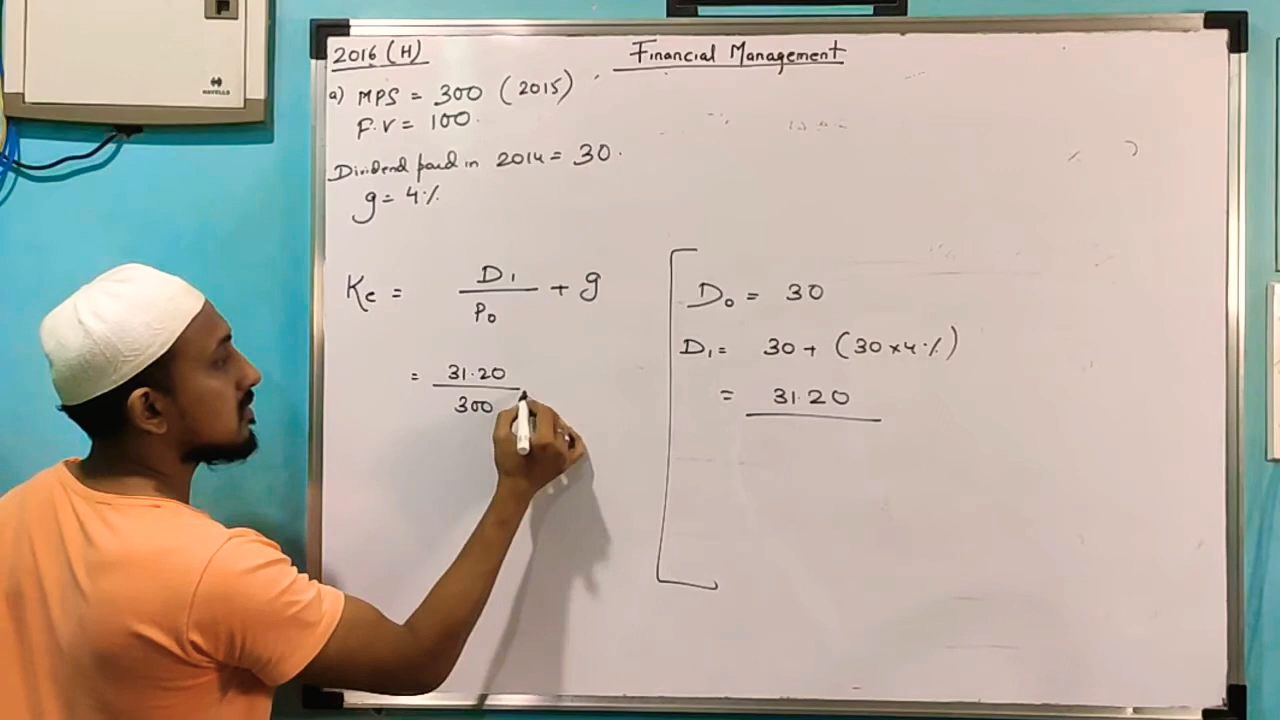 HAVELLS
2016 (H)
Financial Management
a) MPS = 300 (2015)
F.V = 100.
Dividend paid in 2014 = 30.
g = 4%
Ke = D1 / P0 + g
= 31.20 / 300
D0 = 30
D1 = 30 + (30 x 4%)
= 31.20